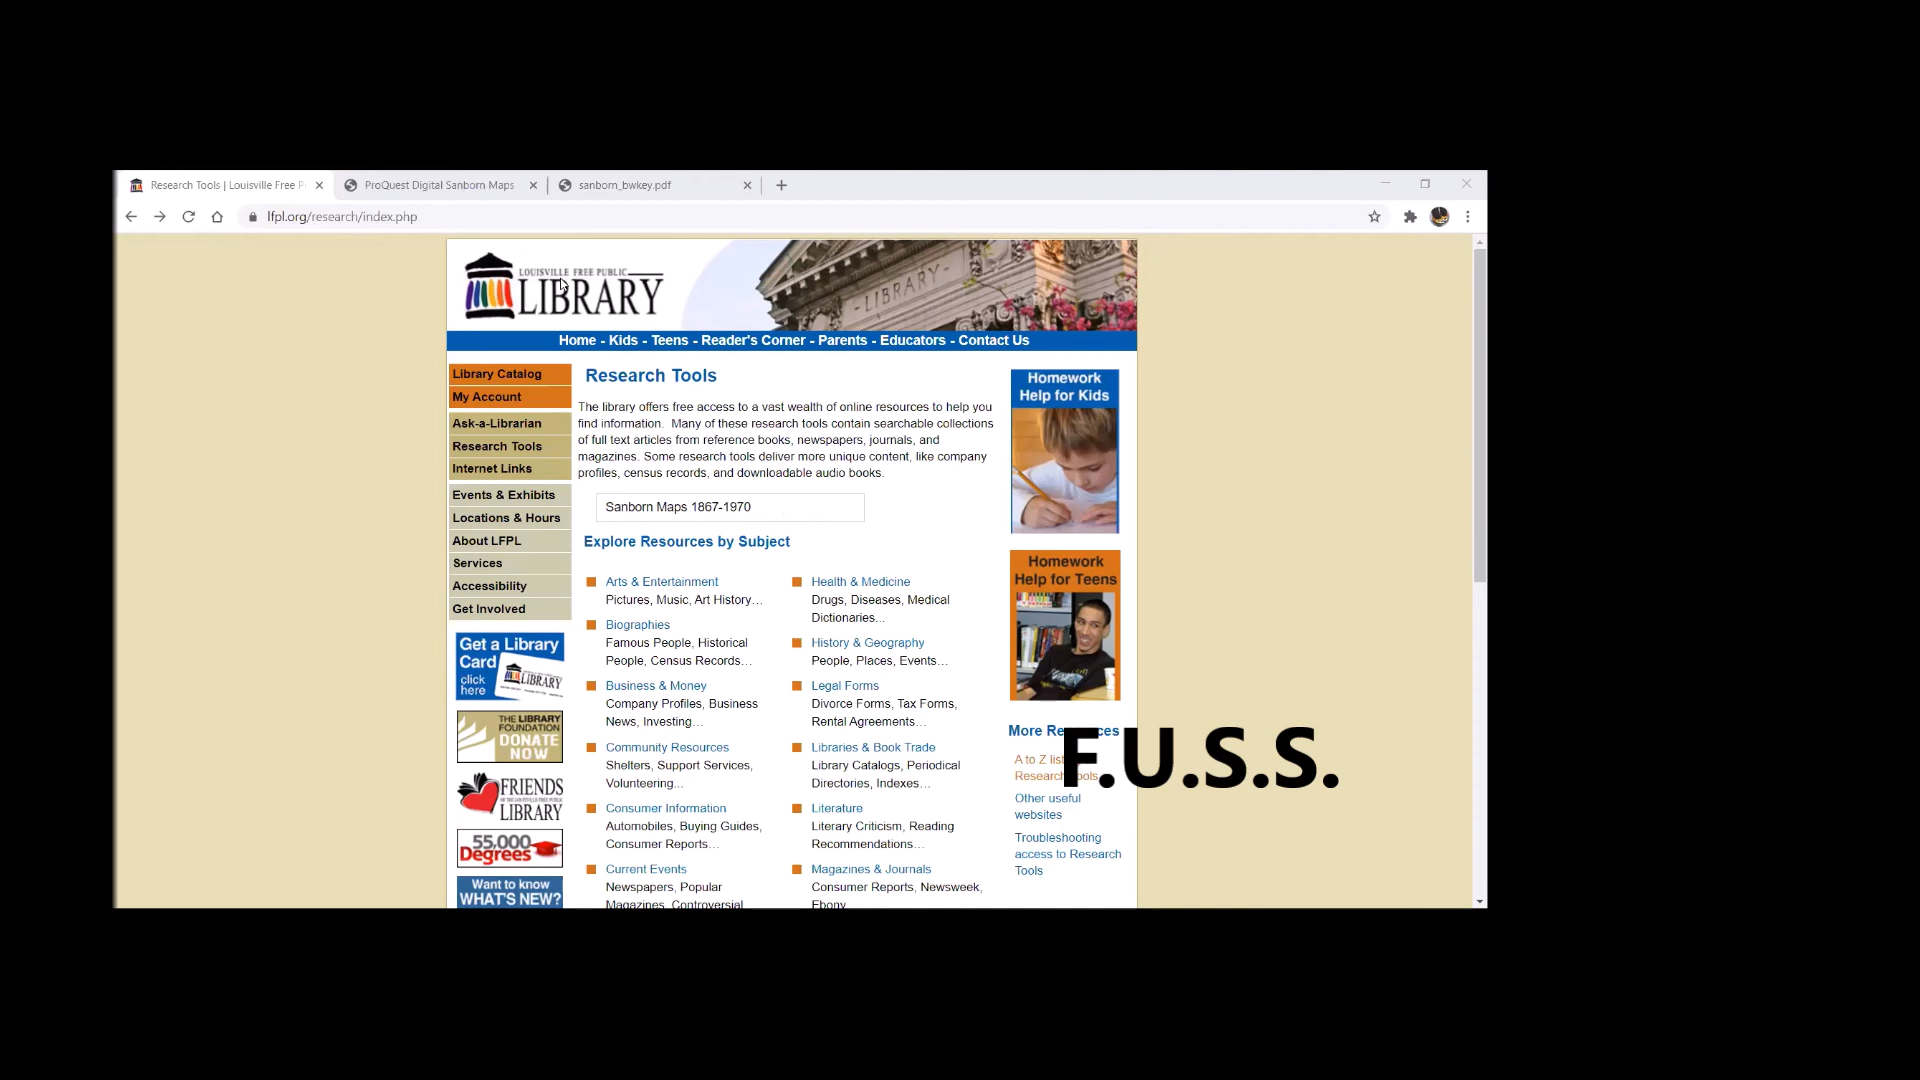 Research Tools | Louisville Free P
ProQuest Digital Sanborn Maps
sanborn_bwkey.pdf
lfpl.org/research/index.php
LOUISVILLE FREE PUBLIC
LIBRARY
LIBRARY
Home - Kids - Teens - Reader's Corner - Parents - Educators - Contact Us
Library Catalog
My Account
Ask-a-Librarian
Research Tools
Internet Links
Events & Exhibits
Locations & Hours
About LFPL
Services
Accessibility
Get Involved
Get a Library
Card
click
here
LIBRARY
THE LIBRARY
FOUNDATION
DONATE
NOW
FRIENDS
LIBRARY
55,000
Degrees
Want to know
WHAT'S NEW?
Research Tools
The library offers free access to a vast wealth of online resources to help you
find information. Many of these research tools contain searchable collections
of full text articles from reference books, newspapers, journals, and
magazines. Some research tools deliver more unique content, like company
profiles, census records, and downloadable audio books.
Sanborn Maps 1867-1970
Explore Resources by Subject
Arts & Entertainment
Pictures, Music, Art History…
Biographies
Famous People, Historical
People, Census Records…
Business & Money
Company Profiles, Business
News, Investing…
Community Resources
Shelters, Support Services,
Volunteering…
Consumer Information
Automobiles, Buying Guides,
Consumer Reports…
Current Events
Newspapers, Popular
Magazines, Controversial
Health & Medicine
Drugs, Diseases, Medical
Dictionaries...
History & Geography
People, Places, Events…
Legal Forms
Divorce Forms, Tax Forms,
Rental Agreements…
Libraries & Book Trade
Library Catalogs, Periodical
Directories, Indexes…
Literature
Literary Criticism, Reading
Recommendations…
Magazines & Journals
Consumer Reports, Newsweek,
Ebony
Homework
Help for Kids
Homework
Help for Teens
More Resources
A to Z
Research
Other useful
websites
Troubleshooting
access to Research
Tools
F.U.S.S.